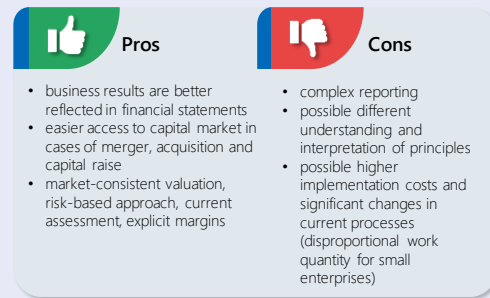 Pros
• business results are better
reflected in financial statements
• easier access to capital market in
cases of merger, acquisition and
capital raise
• market-consistent valuation,
risk-based approach, current
assessment, explicit margins
Cons
• complex reporting
• possible different
understanding and
interpretation of principles
• possible higher
implementation costs and
significant changes in
current processes
(disproportional work
quantity for small
enterprises)